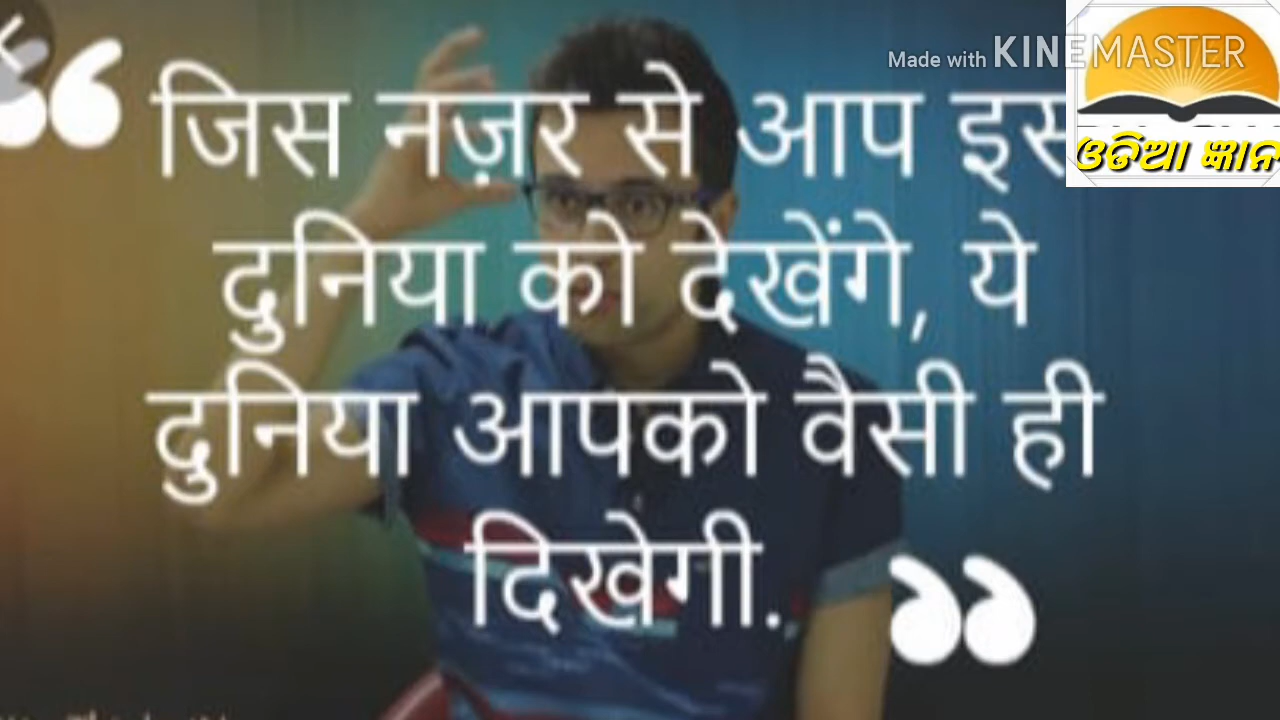 Made with KINEMASTER
ଓଡିଆ ଜ୍ଞାନ
“ जिस नज़र से आप इस
दुनिया को देखेंगे, ये
दुनिया आपको वैसी ही
दिखेगी. ”